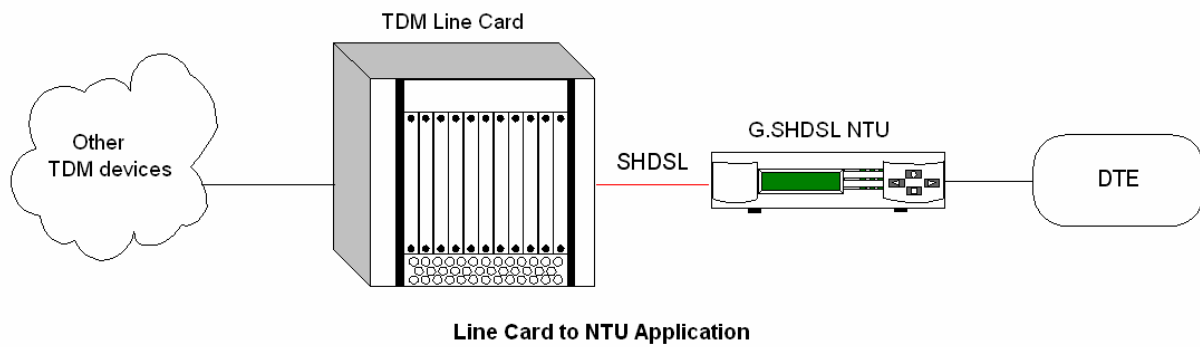 TDM Line Card
Other
TDM devices
SHDSL
G.SHDSL NTU
DTE
Line Card to NTU Application